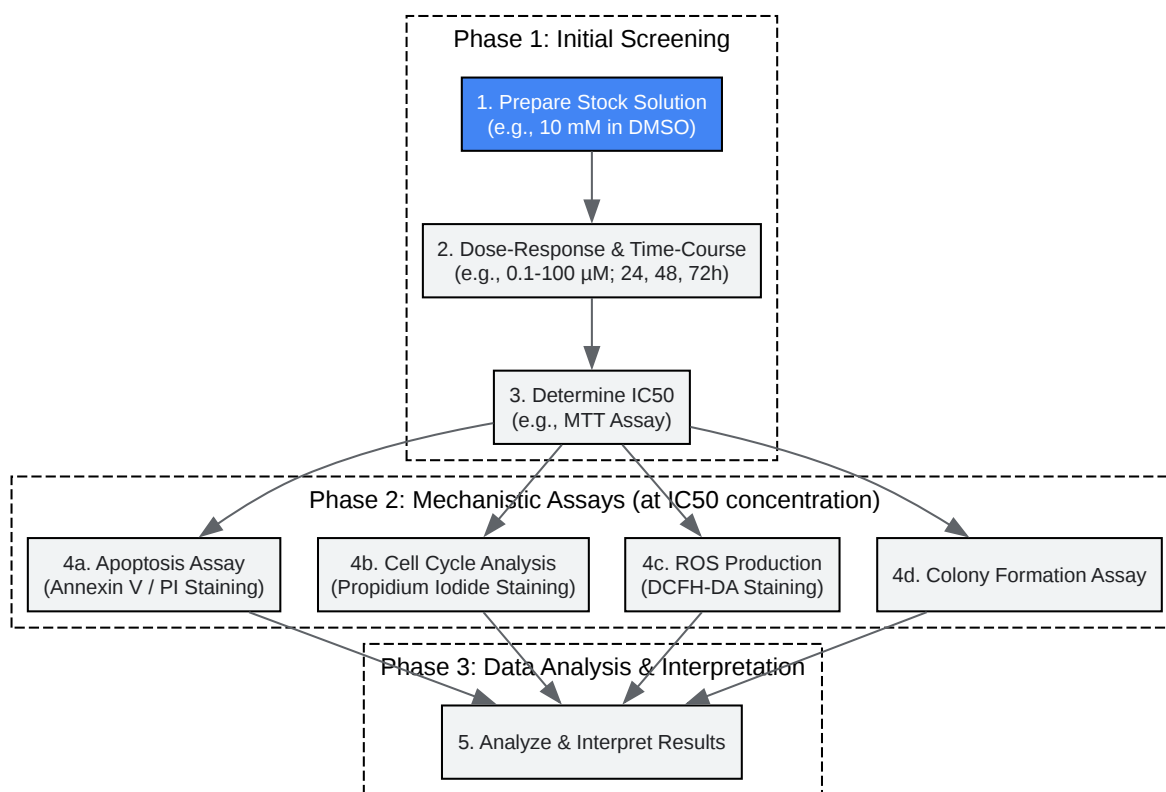 Phase 1: Initial Screening
1. Prepare Stock Solution
(e.g., 10 mM in DMSO)
2. Dose-Response & Time-Course
(e.g., 0.1-100 µM; 24, 48, 72h)
3. Determine IC50
(e.g., MTT Assay)
Phase 2: Mechanistic Assays (at IC50 concentration)
4a. Apoptosis Assay
(Annexin V / PI Staining)
4b. Cell Cycle Analysis
(Propidium Iodide Staining)
4c. ROS Production
(DCFH-DA Staining)
4d. Colony Formation Assay
Phase 3: Data Analysis & Interpretation
5. Analyze & Interpret Results